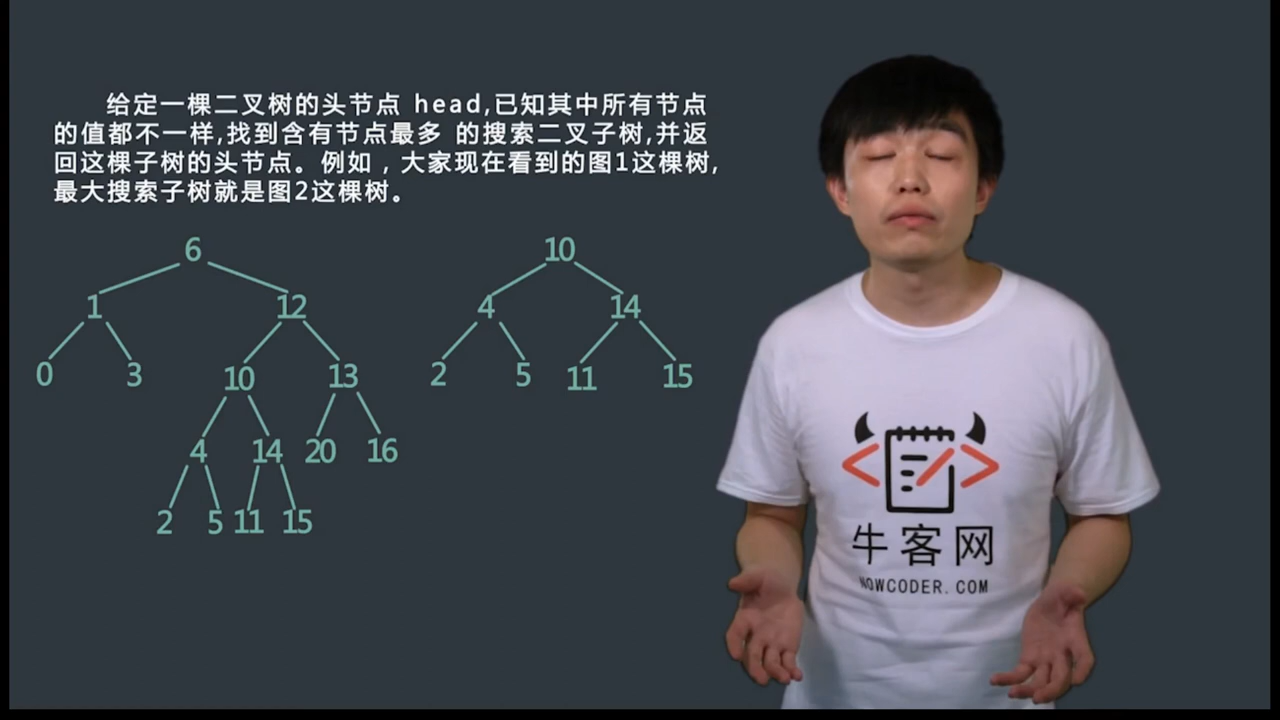 给定一棵二叉树的头节点 head,已知其中所有节点
的值都不一样,找到含有节点最多 的搜索二叉子树,并返
回这棵子树的头节点。例如，大家现在看到的图1这棵树,
最大搜索子树就是图2这棵树。
6
1 12
0 3 10 13
4 14 20 16
2 5 11 15
10
4 14
2 5 11 15
牛客网
NOWCODER.COM